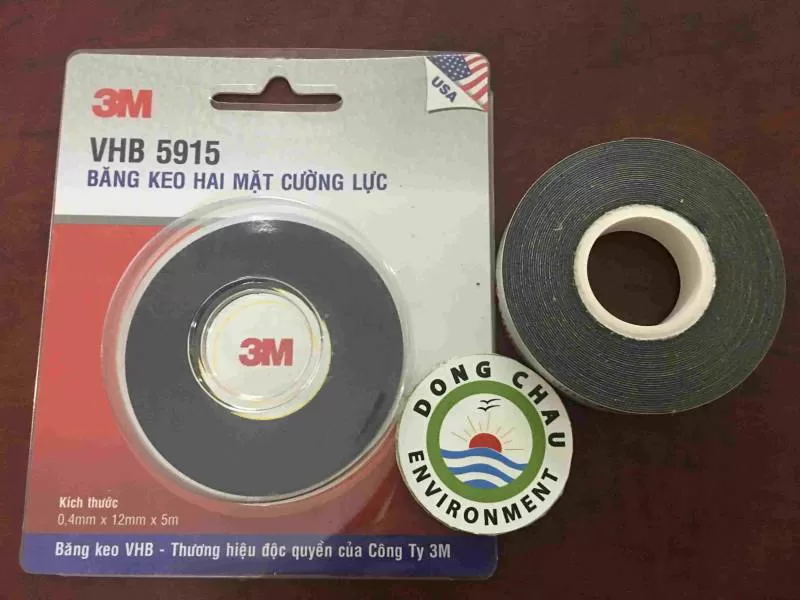 3M
USA
VHB 5915
BĂNG KEO HAI MẶT CƯỜNG LỰC
3M
DONG CHAU
ENVIRONMENT
Kích thước
0,4mm x 12mm x 5m
Băng keo VHB - Thương hiệu độc quyền của Công Ty 3M